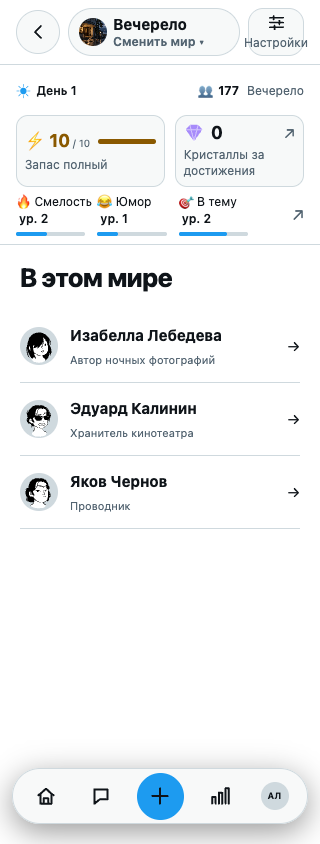 Вечерело
Сменить мир ▾
Настройки
День 1
177 Вечерело
10 / 10
Запас полный
0
Кристаллы за
достижения
Смелость
ур. 2
Юмор
ур. 1
В тему
ур. 2
В этом мире
Изабелла Лебедева
Автор ночных фотографий
Эдуард Калинин
Хранитель кинотеатра
Яков Чернов
Проводник
АЛ